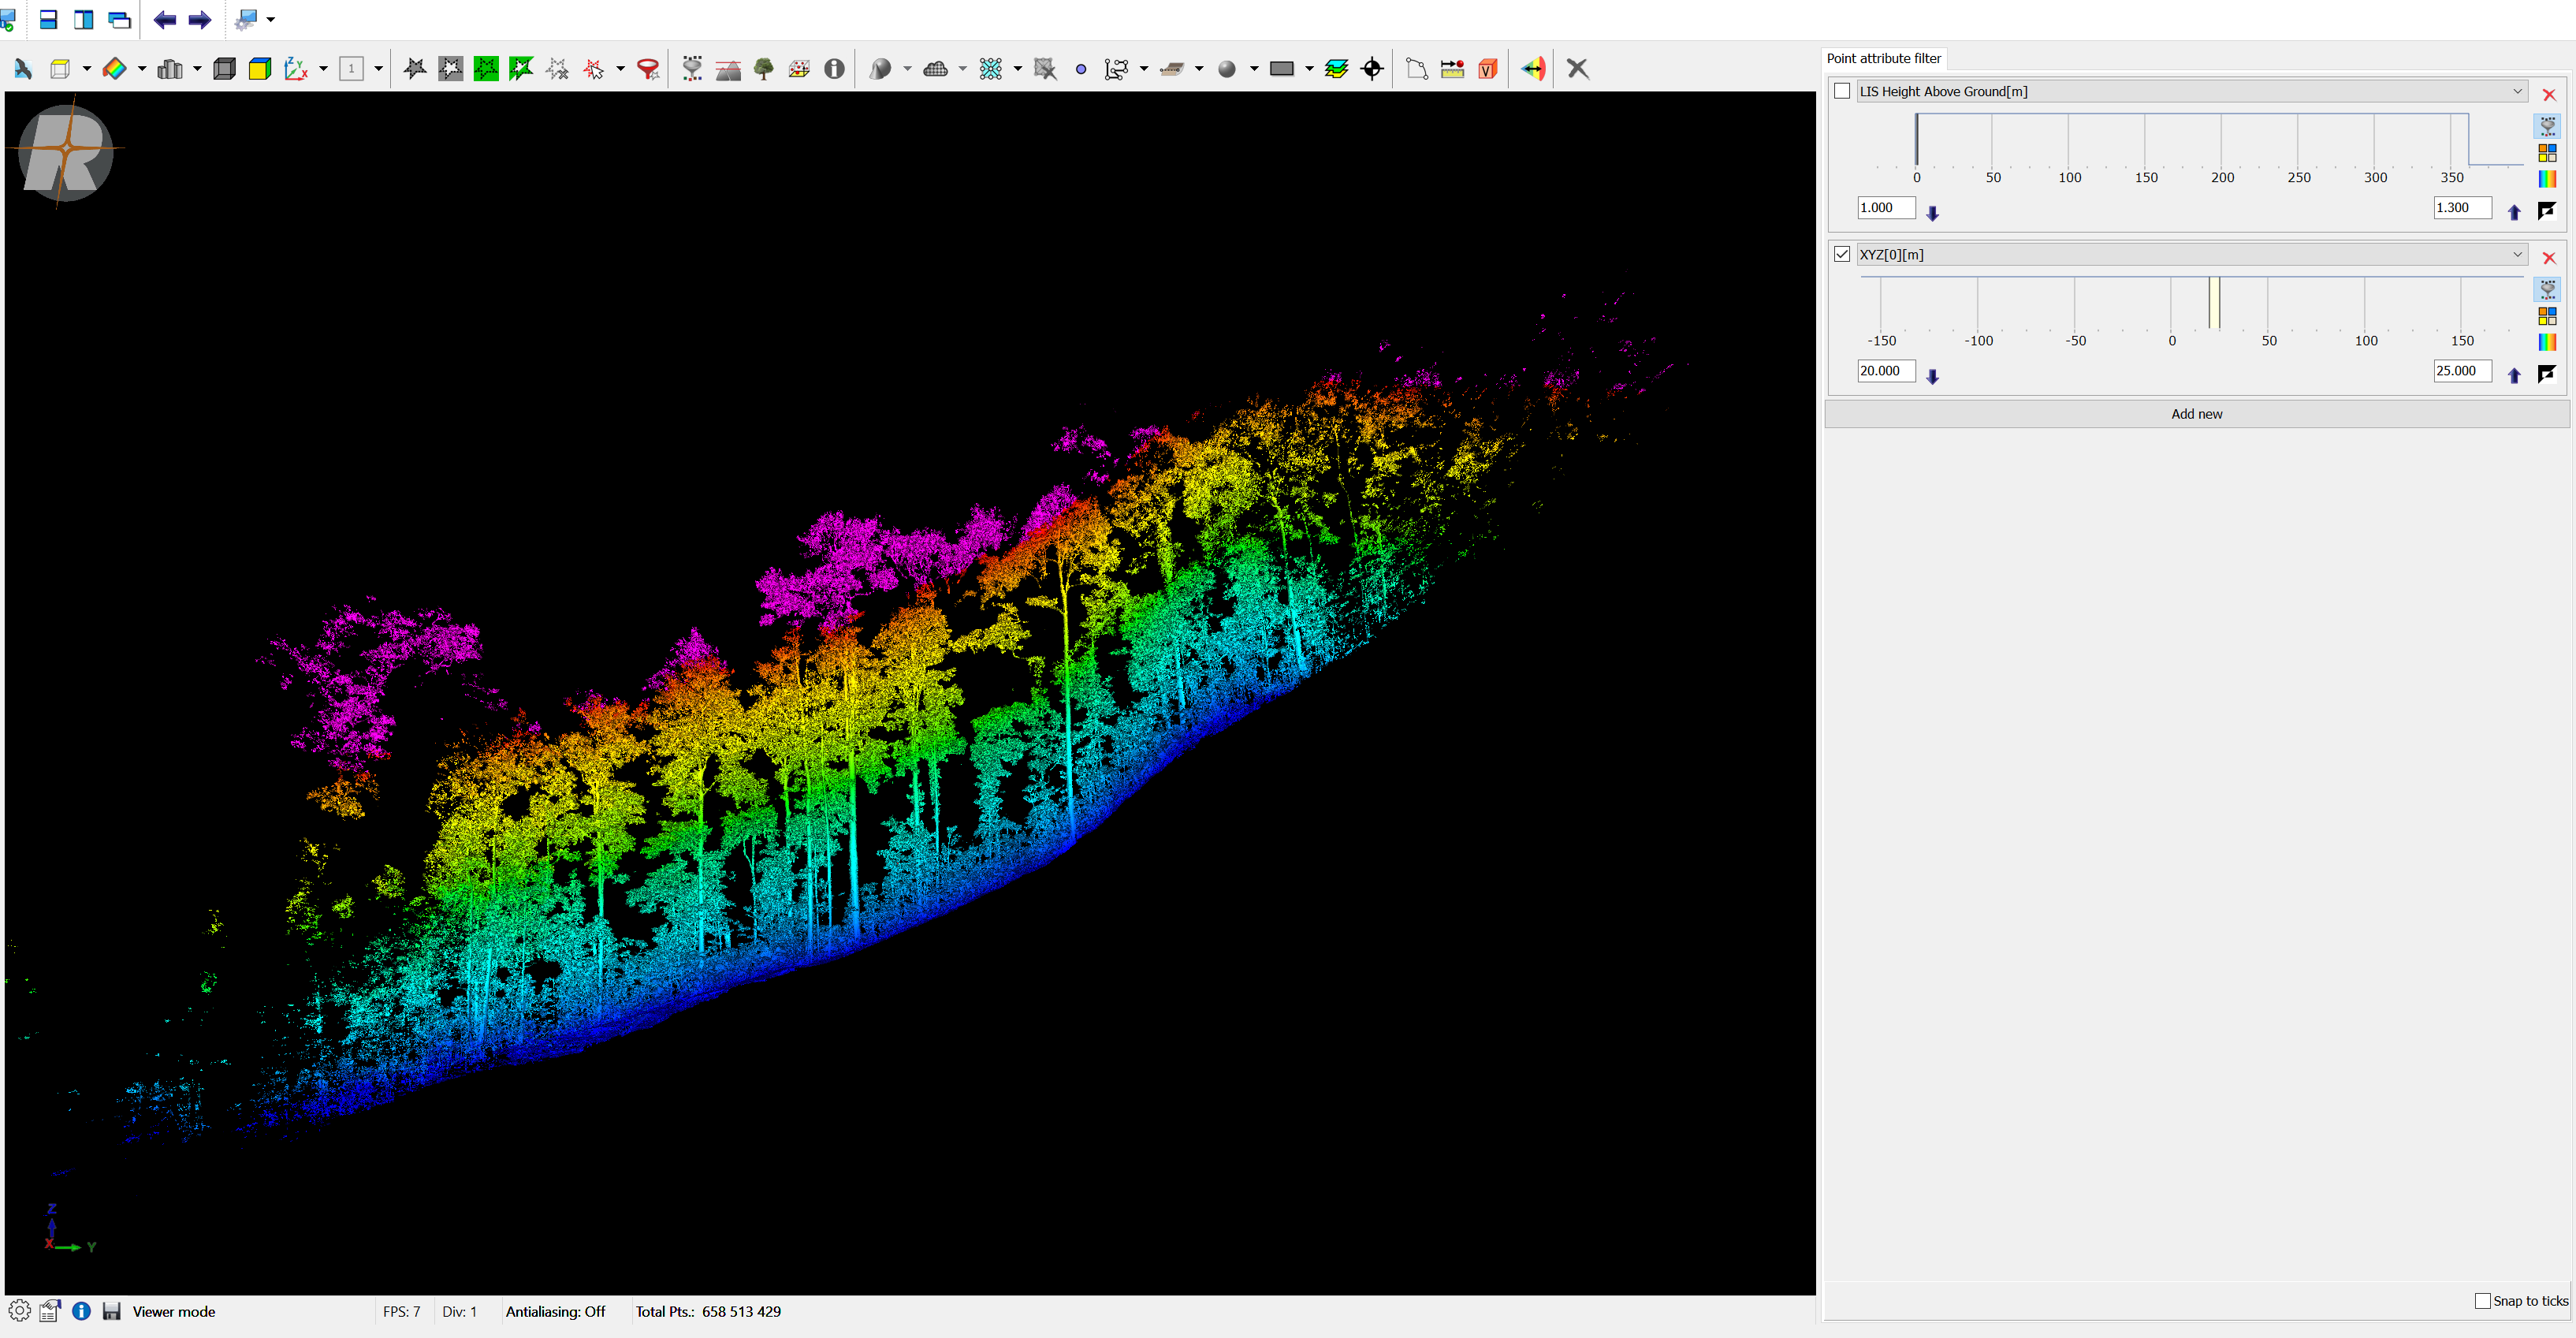 1
Point attribute filter
LIS Height Above Ground[m]
0 50 100 150 200 250 300 350
1.000 1.300
XYZ[0][m]
-150 -100 -50 0 50 100 150
20.000 25.000
Add new
R
Z
X Y
Viewer mode FPS: 7 Div: 1 Antialiasing: Off Total Pts.: 658 513 429
Snap to ticks